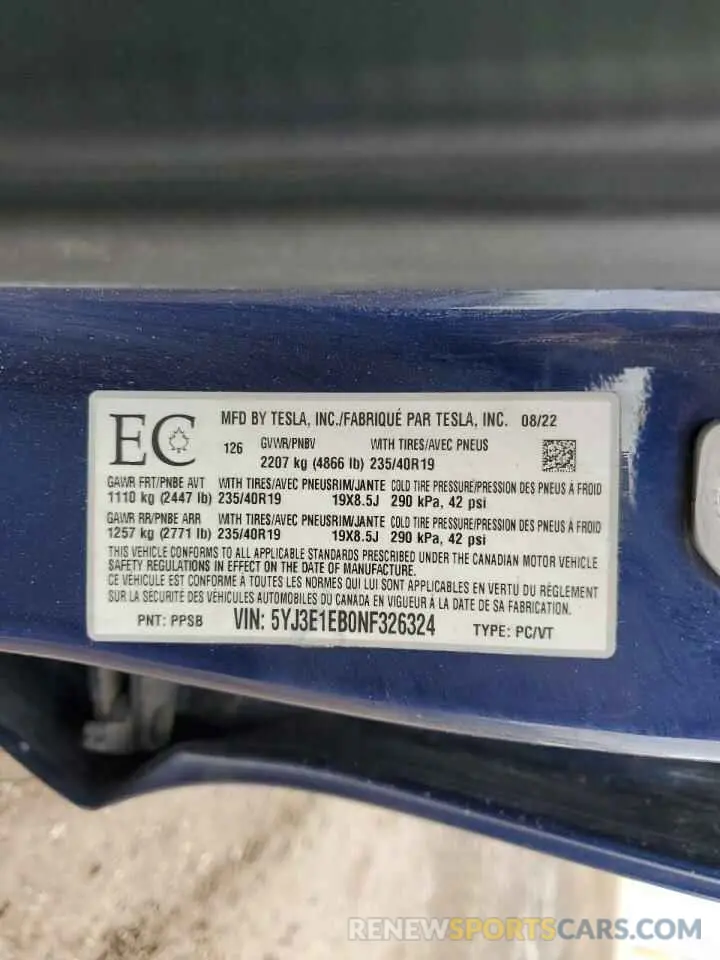 EC
MFD BY TESLA, INC./FABRIQUÉ PAR TESLA, INC. 08/22
126 GVWR/PNBV WITH TIRES/AVEC PNEUS
2207 kg (4866 lb) 235/40R19
GAWR FRT/PNBE AVT WITH TIRES/AVEC PNEUS RIM/JANTE COLD TIRE PRESSURE/PRESSION DES PNEUS À FROID
1110 kg (2447 lb) 235/40R19 19X8.5J 290 kPa, 42 psi
GAWR RR/PNBE ARR WITH TIRES/AVEC PNEUS RIM/JANTE COLD TIRE PRESSURE/PRESSION DES PNEUS À FROID
1257 kg (2771 lb) 235/40R19 19X8.5J 290 kPa, 42 psi
THIS VEHICLE CONFORMS TO ALL APPLICABLE STANDARDS PRESCRIBED UNDER THE CANADIAN MOTOR VEHICLE
SAFETY REGULATIONS IN EFFECT ON THE DATE OF MANUFACTURE.
CE VÉHICULE EST CONFORME À TOUTES LES NORMES QUI LUI SONT APPLICABLES EN VERTU DU RÈGLEMENT
SUR LA SÉCURITÉ DES VÉHICULES AUTOMOBILES DU CANADA EN VIGUEUR À LA DATE DE SA FABRICATION.
PNT: PPSB VIN: 5YJ3E1EB0NF326324 TYPE: PC/VT
RENEWSPORTSCARS.COM